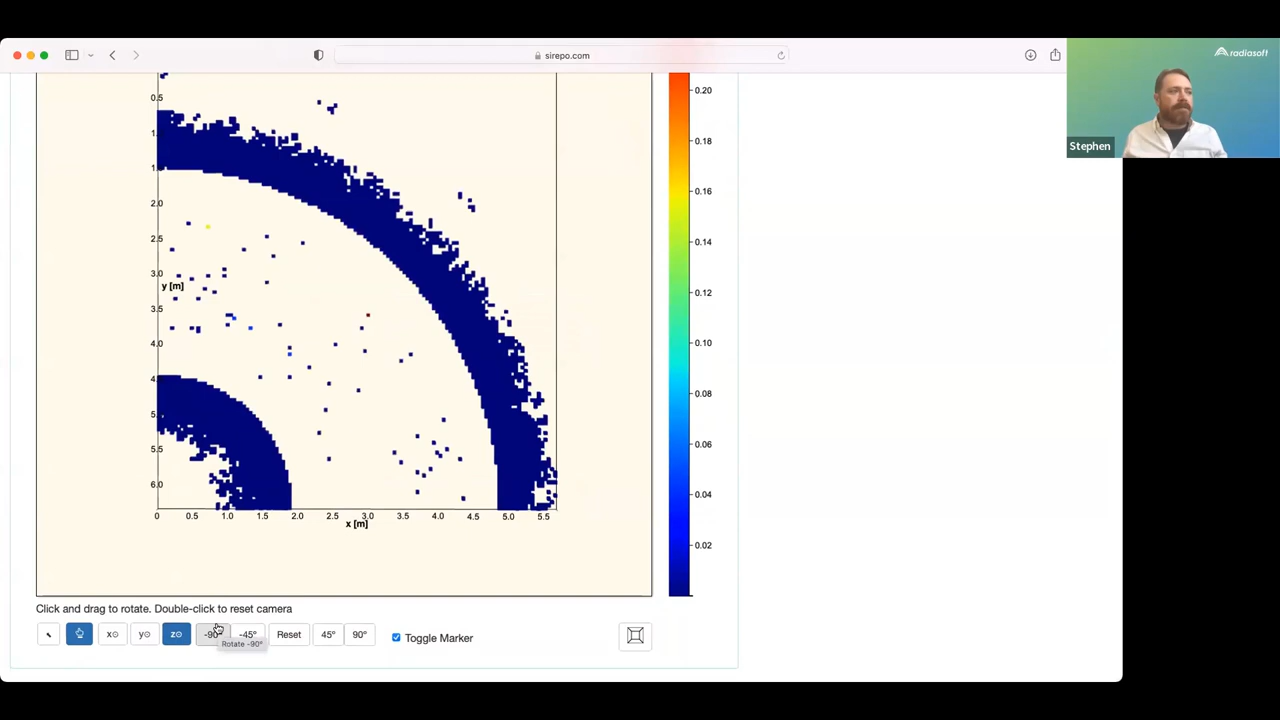 sirepo.com
radiasoft
Stephen
0.5
1.
1.
2.0
2.5
3.0
y [m]
3.5
4.0
4.
5.
5.5
6.0
0 0.5 1.0 1.5 2.0 2.5 3.0 3.5 4.0 4.5 5.0 5.5
x [m]
0.20
0.18
0.16
0.14
0.12
0.10
0.08
0.06
0.04
0.02
Click and drag to rotate. Double-click to reset camera
x⊙ y⊙ z⊙ -90° -45° Reset 45° 90° Toggle Marker
Rotate -90°